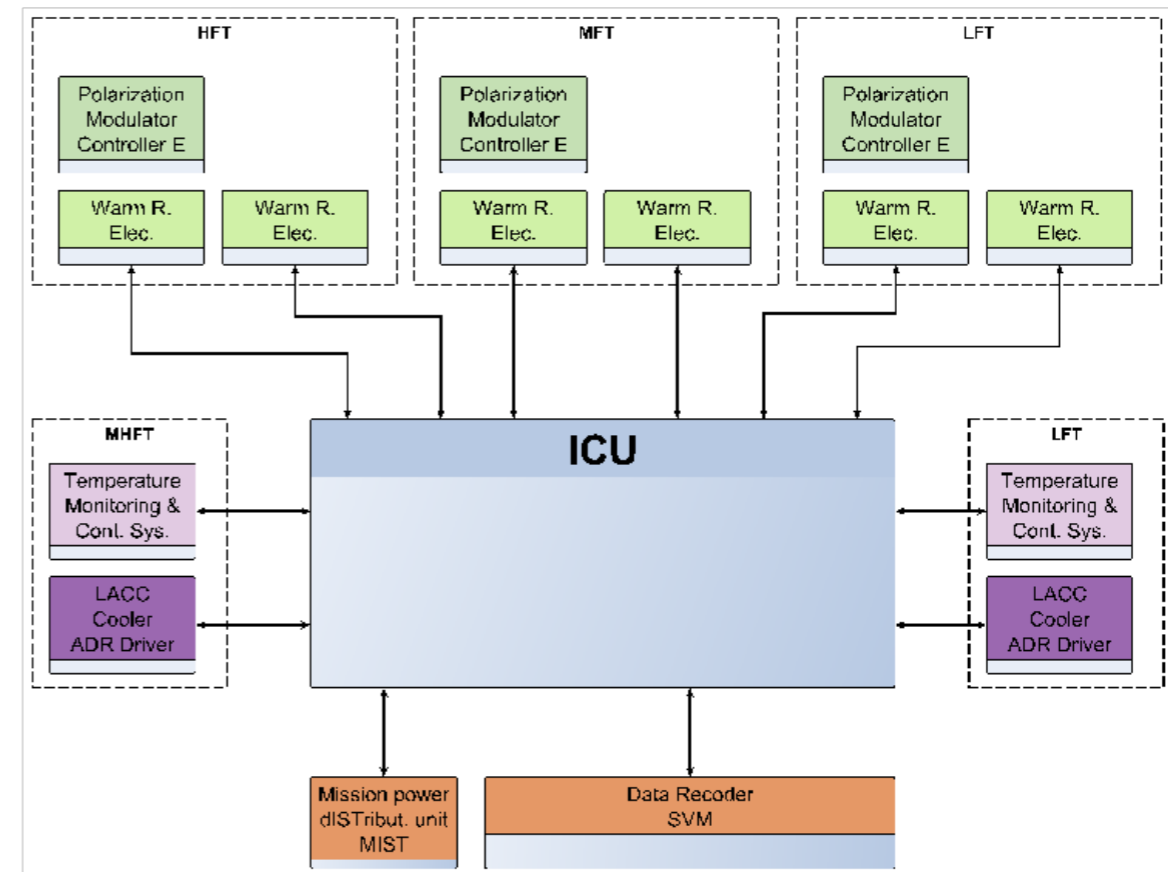 HFT
MFT
LFT
Polarization
Modulator
Controller E
Polarization
Modulator
Controller E
Polarization
Modulator
Controller E
Warm R.
Elec.
Warm R.
Elec.
Warm R.
Elec.
Warm R.
Elec.
Warm R.
Elec.
Warm R.
Elec.
MHFT
ICU
LFT
Temperature
Monitoring &
Cont. Sys.
Temperature
Monitoring &
Cont. Sys.
LACC
Cooler
ADR Driver
LACC
Cooler
ADR Driver
Mission power
dISTribut. unit
MIST
Data Recoder
SVM